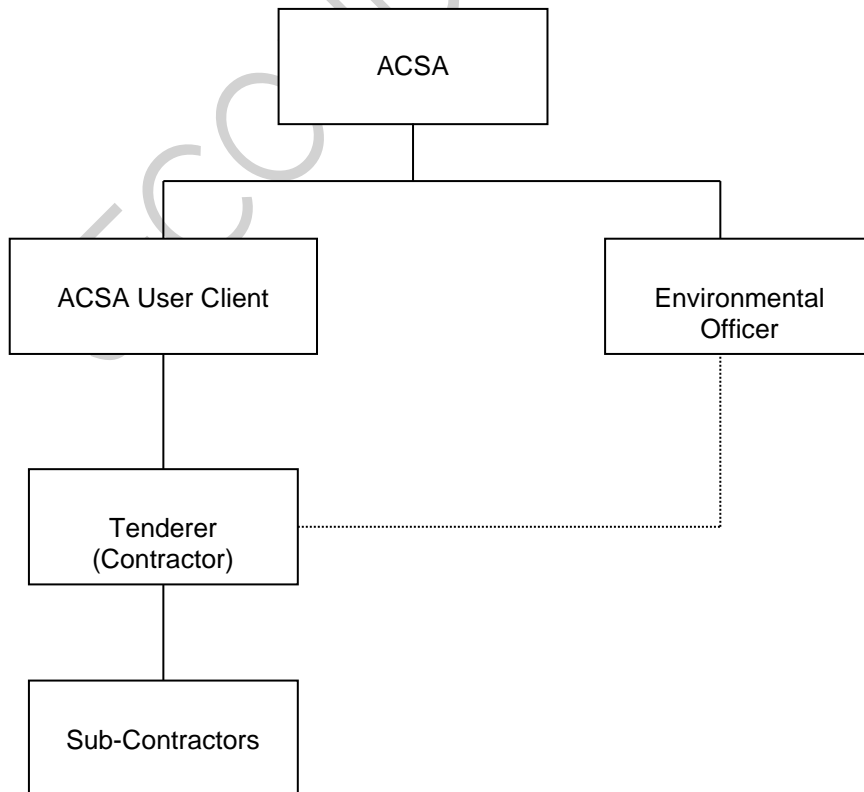 ACSA
ACSA User Client
Environmental
Officer
Tenderer
(Contractor)
Sub-Contractors